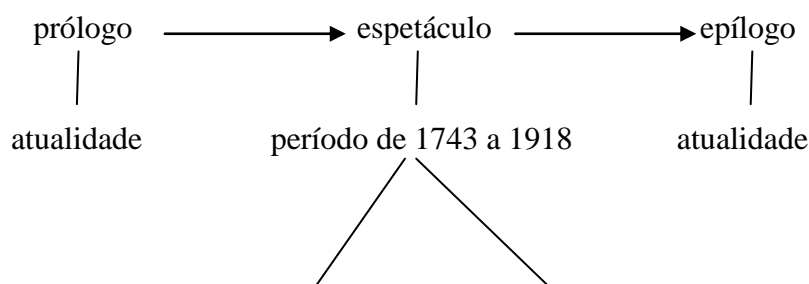 prólogo espetáculo epílogo
atualidade período de 1743 a 1918 atualidade